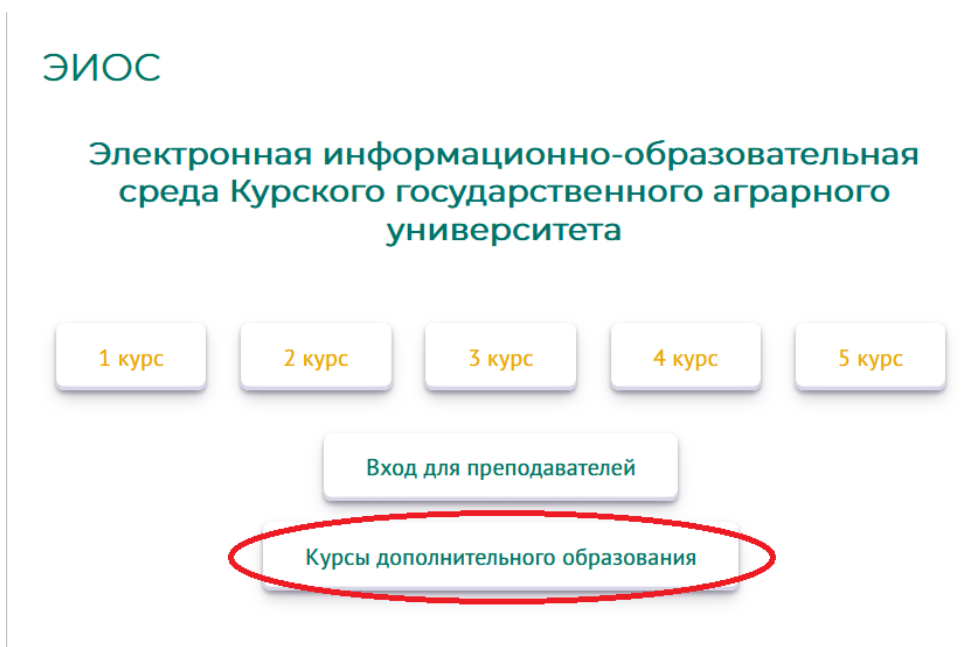 ЭИОС
Электронная информационно-образовательная
среда Курского государственного аграрного
университета
1 курс 2 курс 3 курс 4 курс 5 курс
Вход для преподавателей
Курсы дополнительного образования